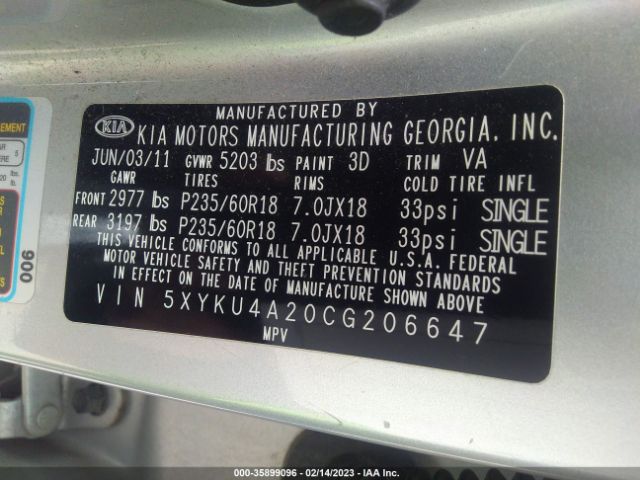 MANUFACTURED BY
KIA KIA MOTORS MANUFACTURING GEORGIA, INC.
JUN/03/11 GVWR 5203 lbs PAINT 3D TRIM VA
GAWR TIRES RIMS COLD TIRE INFL
FRONT 2977 lbs P235/60R18 7.0JX18 33psi SINGLE
REAR 3197 lbs P235/60R18 7.0JX18 33psi SINGLE
THIS VEHICLE CONFORMS TO ALL APPLICABLE U.S.A. FEDERAL
MOTOR VEHICLE SAFETY AND THEFT PREVENTION STANDARDS
IN EFFECT ON THE DATE OF MANUFACTURE SHOWN ABOVE
VIN 5XYKU4A20CG206647
MPV
006
000-35899096 - 02/14/2023 - IAA Inc.